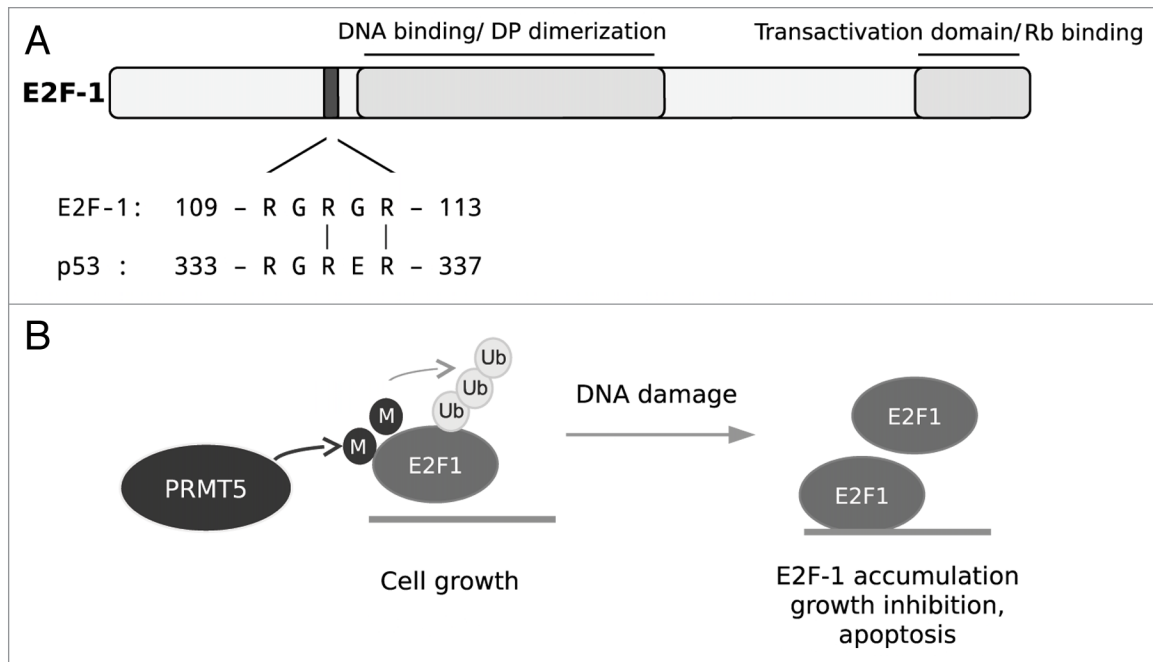 A
DNA binding/ DP dimerization
Transactivation domain/ Rb binding
E2F-1
E2F-1: 109 – R G R G R – 113
p53 : 333 – R G R E R – 337
B
Ub
Ub
Ub
M
M
E2F1
PRMT5
Cell growth
DNA damage
E2F1
E2F1
E2F-1 accumulation
growth inhibition,
apoptosis